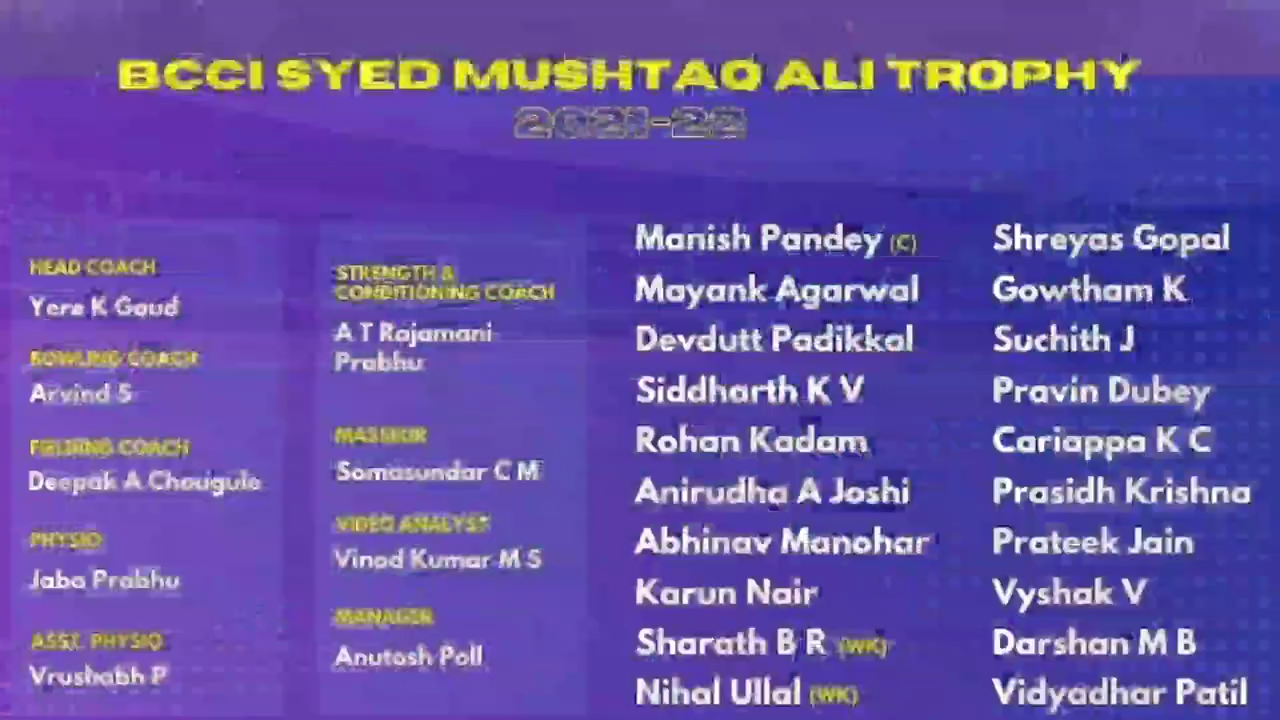 BCCI SYED MUSHTAQ ALI TROPHY
2021-22
HEAD COACH
Yere K Goud
BOWLING COACH
Arvind S
FIELDING COACH
Deepak A Chougule
PHYSIO
Jaba Prabhu
ASST. PHYSIO
Vrushabh P
STRENGTH &
CONDITIONING COACH
A T Rajamani
Prabhu
MASSEUR
Somasundar C M
VIDEO ANALYST
Vinod Kumar M S
MANAGER
Anutosh Poll
Manish Pandey (C)
Mayank Agarwal
Devdutt Padikkal
Siddharth K V
Rohan Kadam
Anirudha A Joshi
Abhinav Manohar
Karun Nair
Sharath B R (WK)
Nihal Ullal (WK)
Shreyas Gopal
Gowtham K
Suchith J
Pravin Dubey
Cariappa K C
Prasidh Krishna
Prateek Jain
Vyshak V
Darshan M B
Vidyadhar Patil